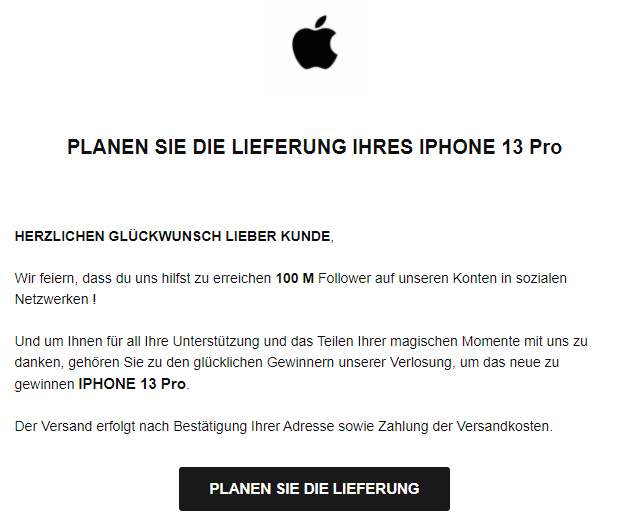 PLANEN SIE DIE LIEFERUNG IHRES IPHONE 13 Pro
HERZLICHEN GLÜCKWUNSCH LIEBER KUNDE,
Wir feiern, dass du uns hilfst zu erreichen 100 M Follower auf unseren Konten in sozialen
Netzwerken !
Und um Ihnen für all Ihre Unterstützung und das Teilen Ihrer magischen Momente mit uns zu
danken, gehören Sie zu den glücklichen Gewinnern unserer Verlosung, um das neue zu
gewinnen IPHONE 13 Pro.
Der Versand erfolgt nach Bestätigung Ihrer Adresse sowie Zahlung der Versandkosten.
PLANEN SIE DIE LIEFERUNG